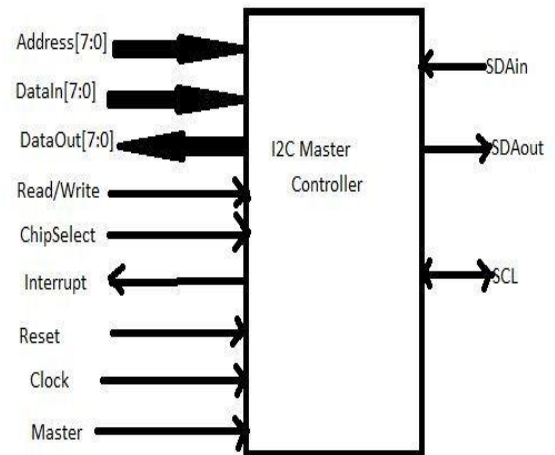 Address[7:0]
DataIn[7:0]
DataOut[7:0]
Read/Write
ChipSelect
Interrupt
Reset
Clock
Master
I2C Master
Controller
SDAin
SDAout
SCL